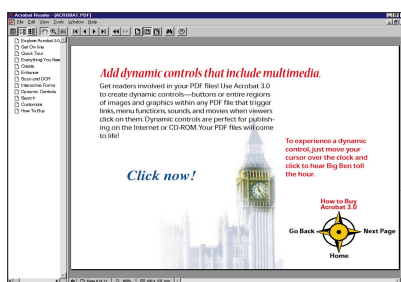 Acrobat Reader - [ACROBAT.PDF]
File Edit View Tools Window Help
Explore Acrobat 3.0
Get On-line
Quick Tour
Everything You Need
Create
Enhance
Scan and OCR
Interactive Forms
Dynamic Controls
Search
Customize
How To Buy
Add dynamic controls that include multimedia.
Get readers involved in your PDF files! Use Acrobat 3.0
to create dynamic controls—buttons or entire regions
of images and graphics within any PDF file that trigger
links, menu functions, sounds, and movies when viewers
click on them. Dynamic controls are perfect for publish-
ing on the Internet or CD-ROM. Your PDF files will come
to life!
Click now!
To experience a dynamic
control, just move your
cursor over the clock and
click to hear Big Ben toll
the hour.
How to Buy
Acrobat 3.0
Go Back
Next Page
Home